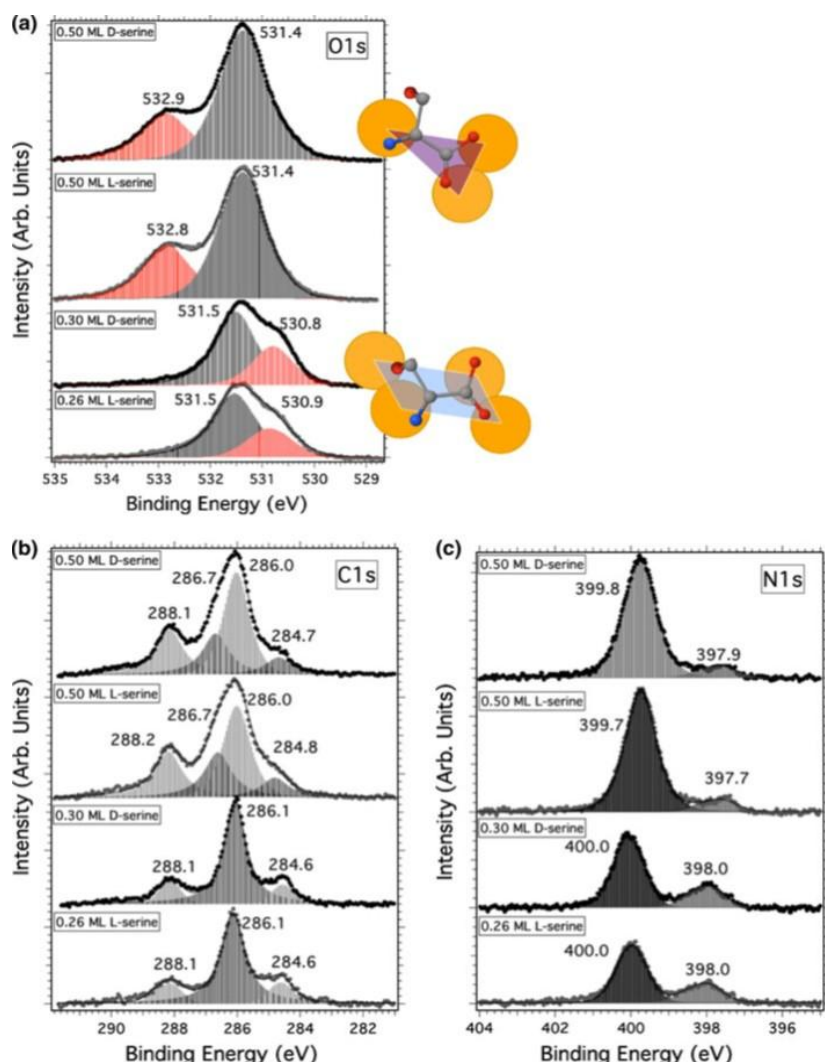 (a)
O1s
0.50 ML D-serine
531.4
532.9
0.50 ML L-serine
531.4
532.8
0.30 ML D-serine
531.5
530.8
0.26 ML L-serine
531.5
530.9
Intensity (Arb. Units)
535 534 533 532 531 530 529
Binding Energy (eV)
(b)
C1s
0.50 ML D-serine
286.0
286.7
288.1
284.7
0.50 ML L-serine
286.0
286.7
288.2
284.8
0.30 ML D-serine
286.1
288.1
284.6
0.26 ML L-serine
286.1
288.1
284.6
Intensity (Arb. Units)
290 288 286 284 282
Binding Energy (eV)
(c)
N1s
0.50 ML D-serine
399.8
397.9
0.50 ML L-serine
399.7
397.7
0.30 ML D-serine
400.0
398.0
0.26 ML L-serine
400.0
398.0
Intensity (Arb. Units)
404 402 400 398 396
Binding Energy (eV)